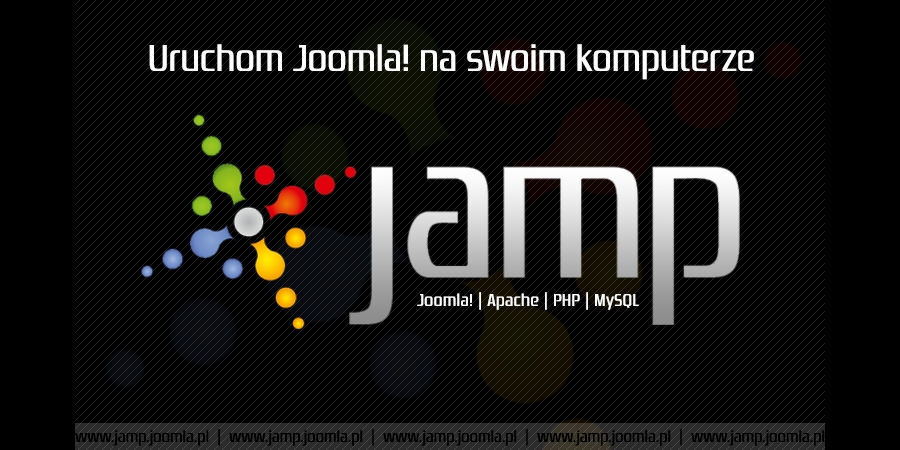 Uruchom Joomla! na swoim komputerze
jamp
Joomla! | Apache | PHP | MySQL
www.jamp.joomla.pl | www.jamp.joomla.pl | www.jamp.joomla.pl | www.jamp.joomla.pl | www.jamp.joomla.pl